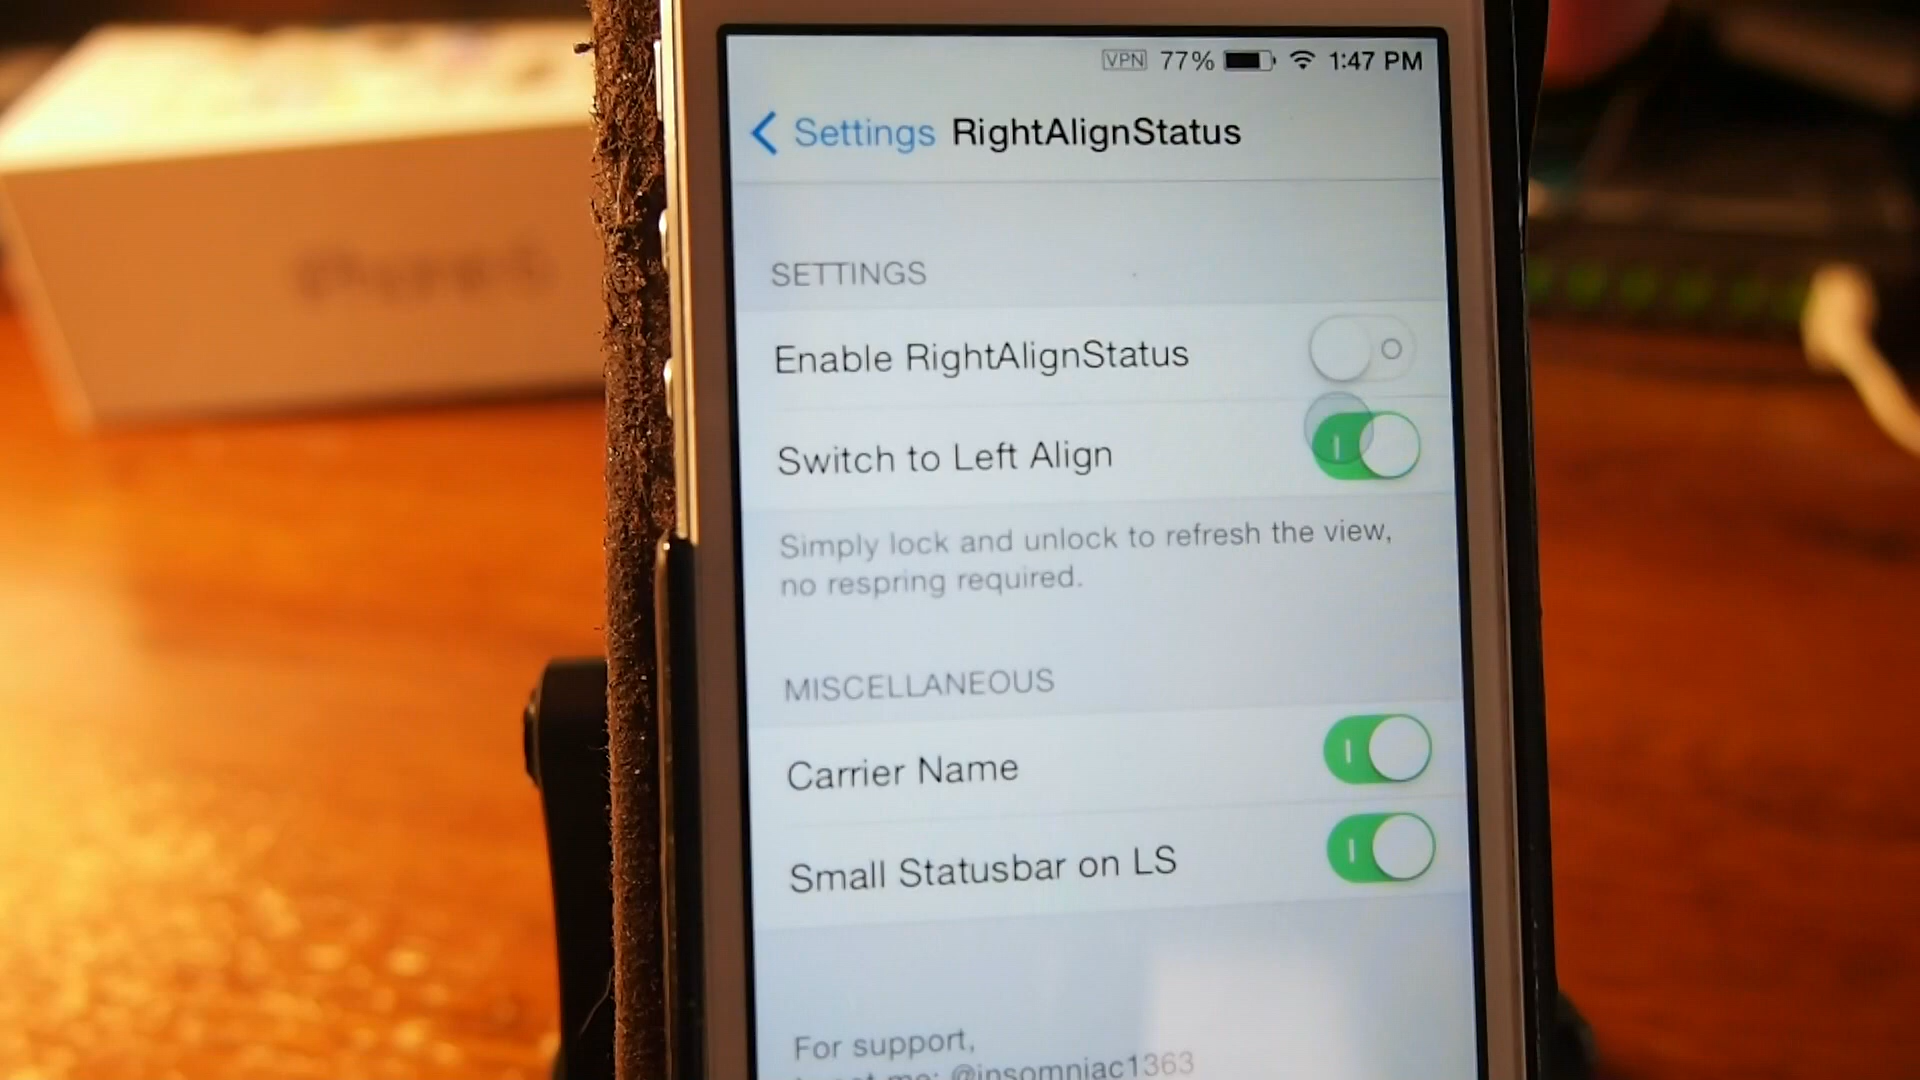 VPN 77% 1:47 PM
Settings RightAlignStatus
SETTINGS
Enable RightAlignStatus
Switch to Left Align
Simply lock and unlock to refresh the view,
no respring required.
MISCELLANEOUS
Carrier Name
Small Statusbar on LS
For support,
me: @insomniac1363